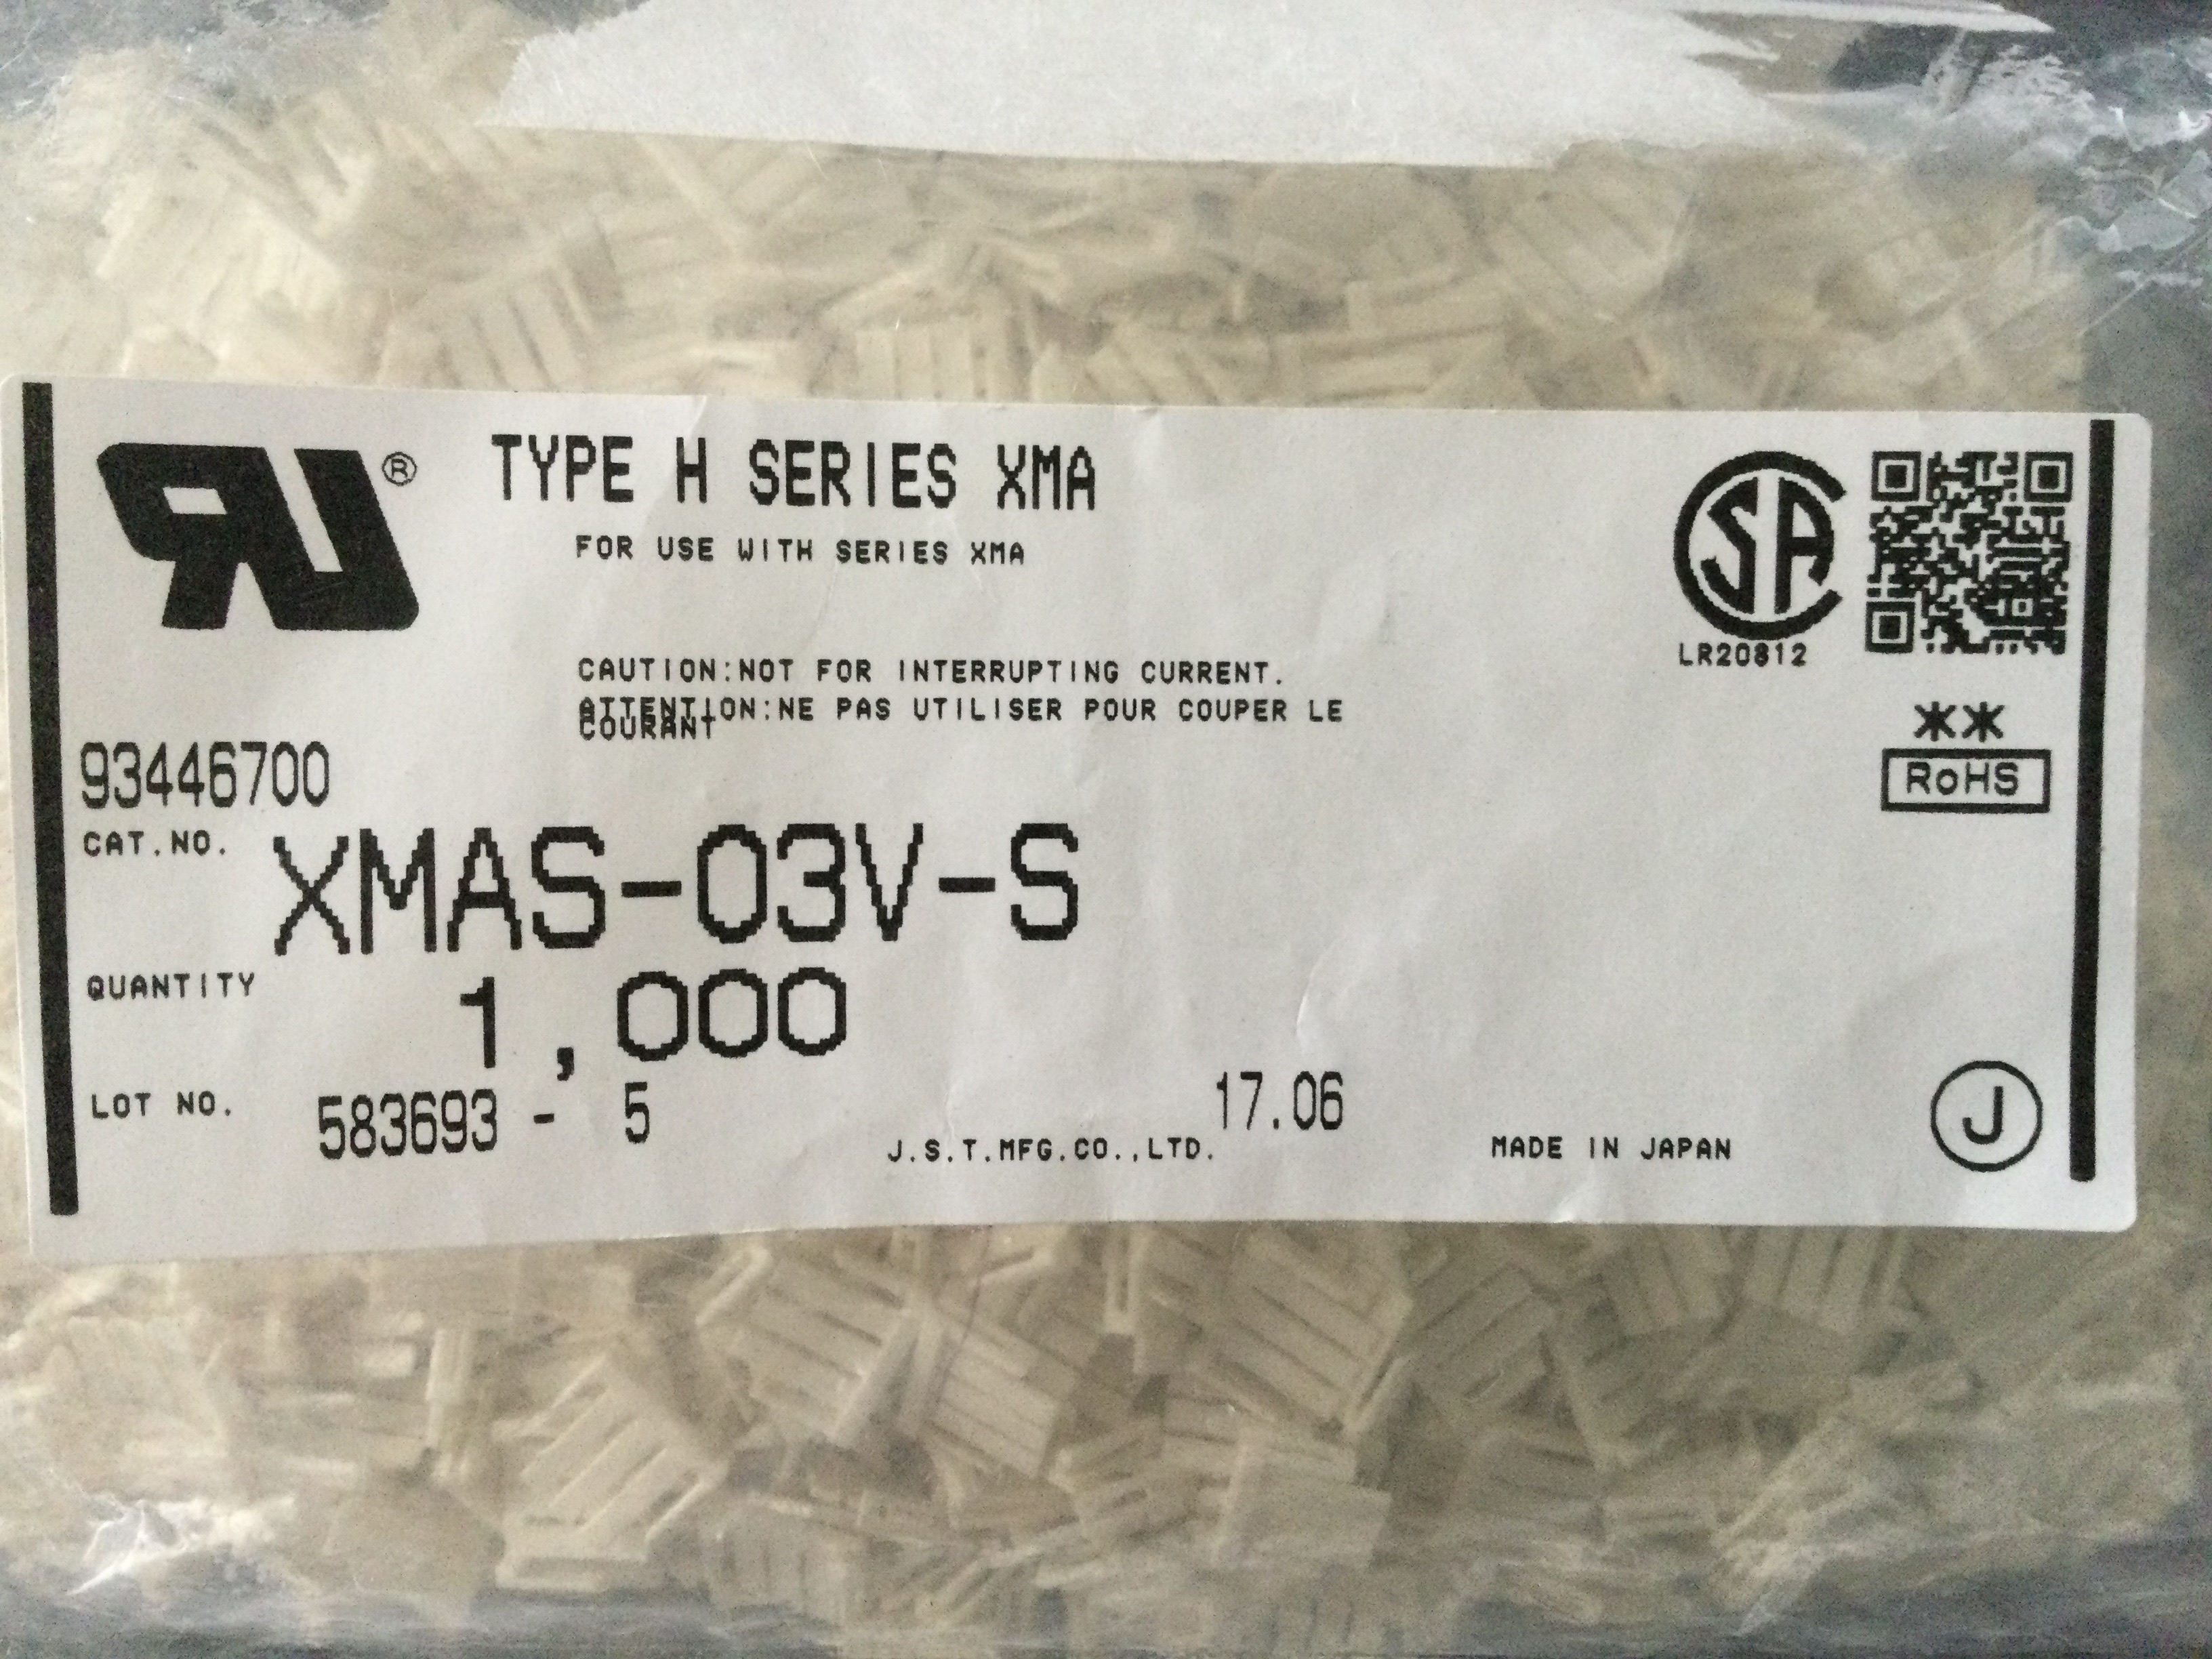 RU®
TYPE H SERIES XMA
FOR USE WITH SERIES XMA
SA
LR20812
CAUTION:NOT FOR INTERRUPTING CURRENT.
ATTENTION:NE PAS UTILISER POUR COUPER LE
COURANT
**
RoHS
93446700
CAT.NO. XMAS-03V-S
QUANTITY 1,000
LOT NO. 583693 - 5
17.06
J.S.T.MFG.CO.,LTD.
MADE IN JAPAN
J